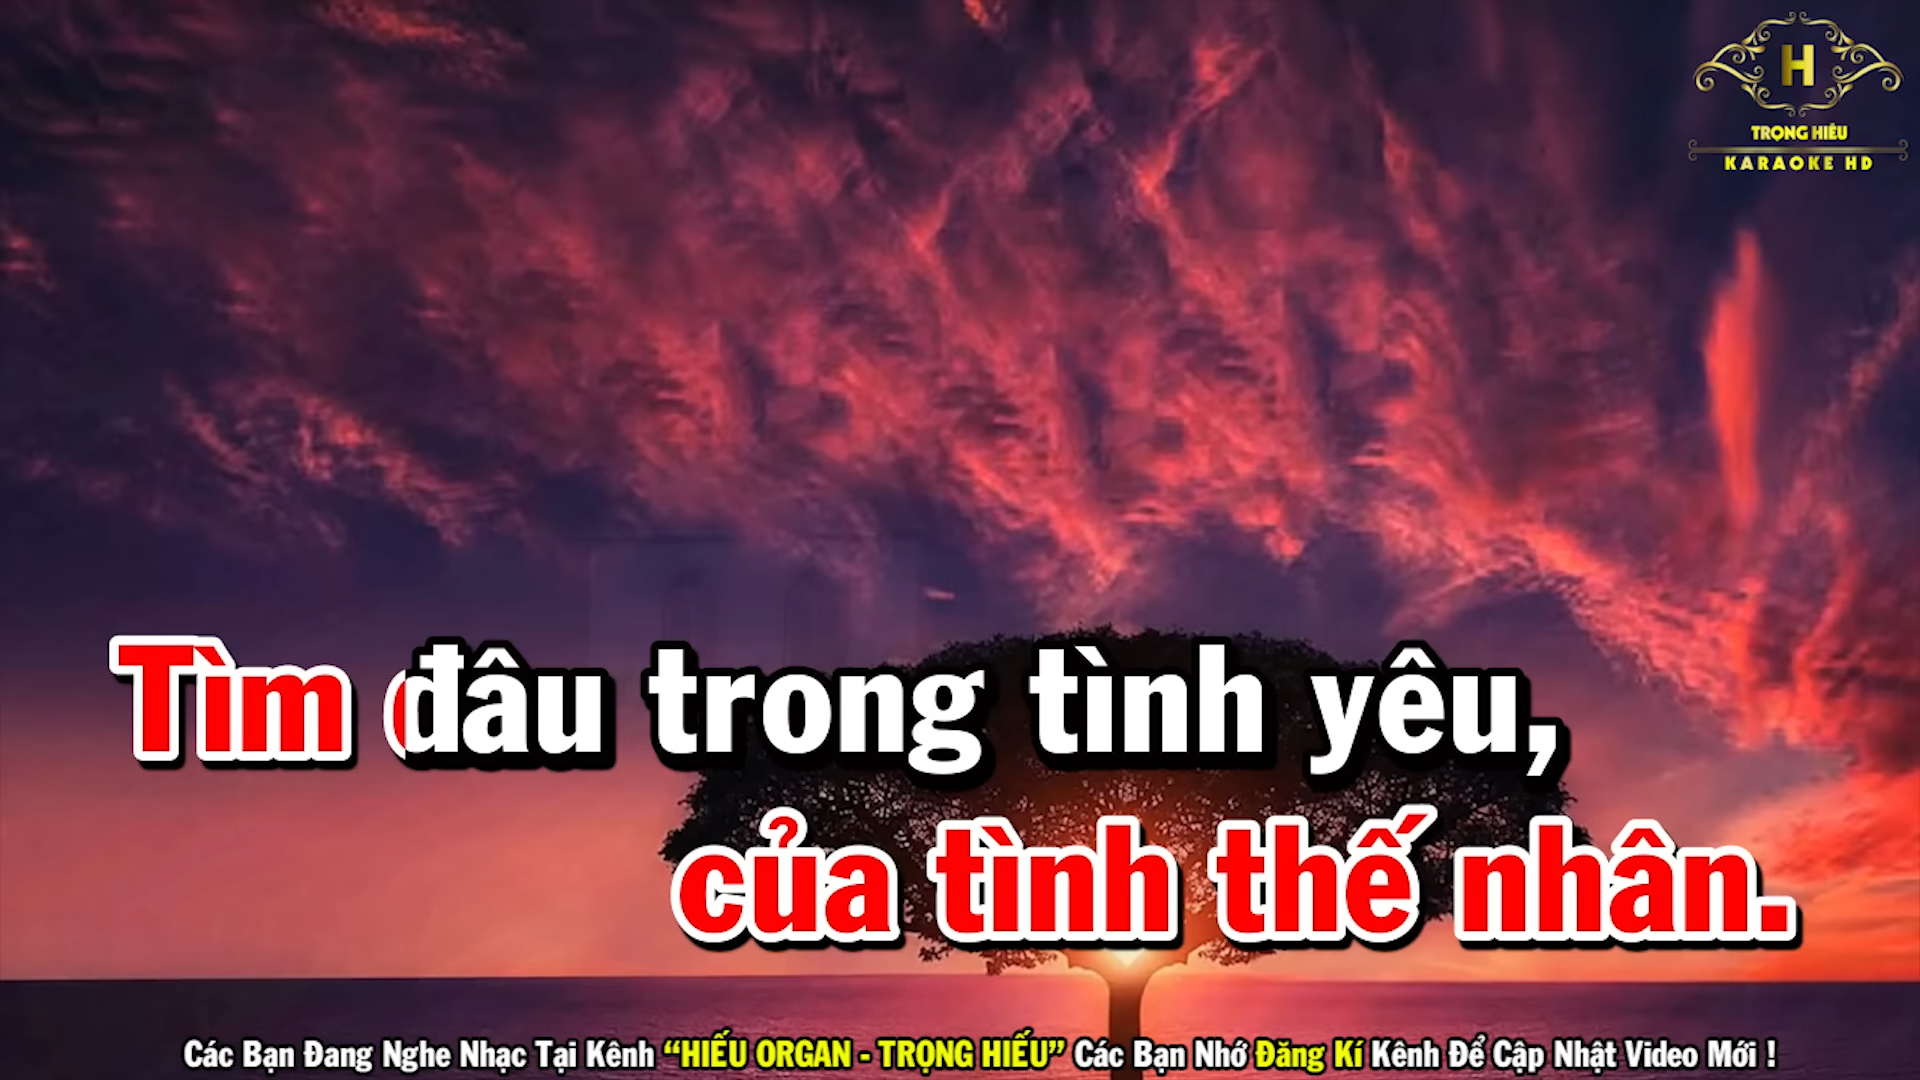 H
TRỌNG HIẾU
KARAOKE HD
Tìm đâu trong tình yêu,
của tình thế nhân.
Các Bạn Đang Nghe Nhạc Tại Kênh “HIẾU ORGAN - TRỌNG HIẾU” Các Bạn Nhớ Đăng Kí Kênh Để Cập Nhật Video Mới !